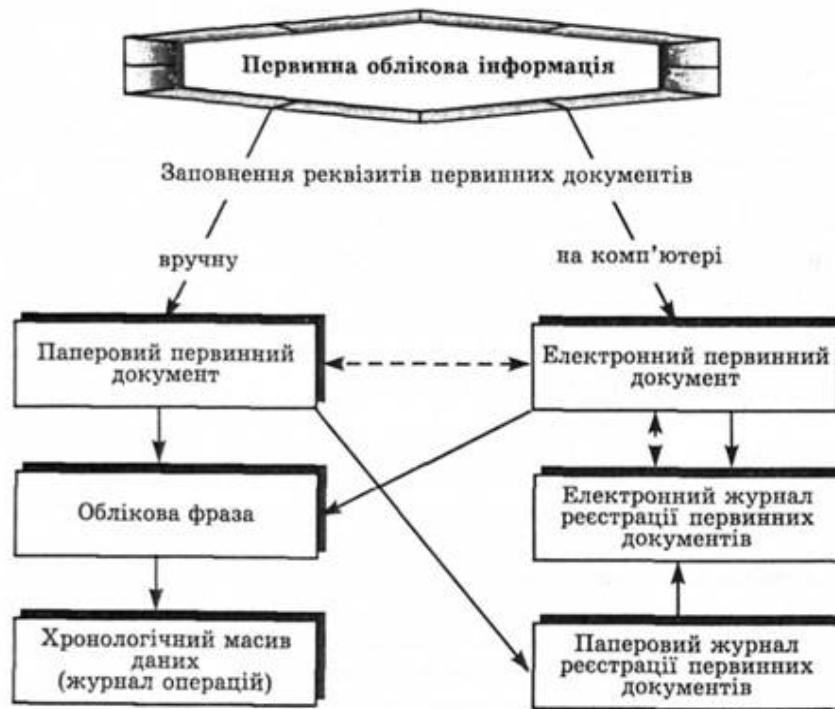 Первинна облікова інформація
Заповнення реквізитів первинних документів
вручну
на комп'ютері
Паперовий первинний
документ
Електронний первинний
документ
Облікова фраза
Електронний журнал
реєстрації первинних
документів
Хронологічний масив
даних
(журнал операцій)
Паперовий журнал
реєстрації первинних
документів